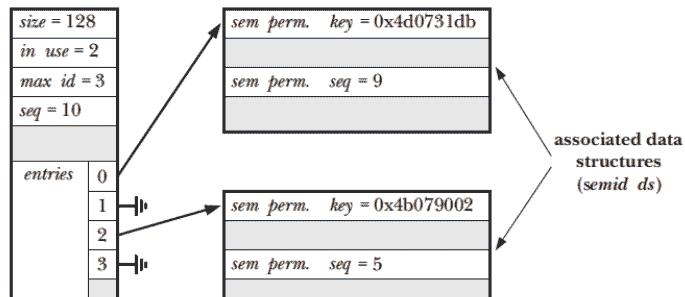 size = 128
in use = 2
max id = 3
seq = 10
entries
0
1
2
3
sem perm. key = 0x4d0731db
sem perm. seq = 9
sem perm. key = 0x4b079002
sem perm. seq = 5
associated data
structures
(semid ds)